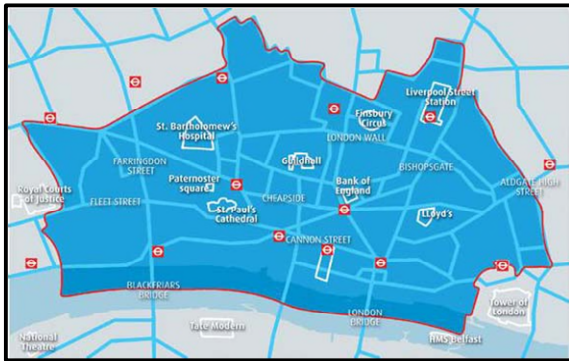 Liverpool Street
Station
Finsbury
Circus
St. Bartholomew's
Hospital
LONDON WALL
Guildhall
FARRINGDON
STREET
BISHOPSGATE
Paternoster
square
Bank of
England
ALDGATE HIGH
STREET
Royal Courts
of Justice
FLEET STREET
CHEAPSIDE
St. Paul's
Cathedral
LLoyd's
CANNON STREET
BLACKFRIARS
BRIDGE
LONDON
BRIDGE
Tower of
London
Tate Modern
National
Theatre
HMS Belfast